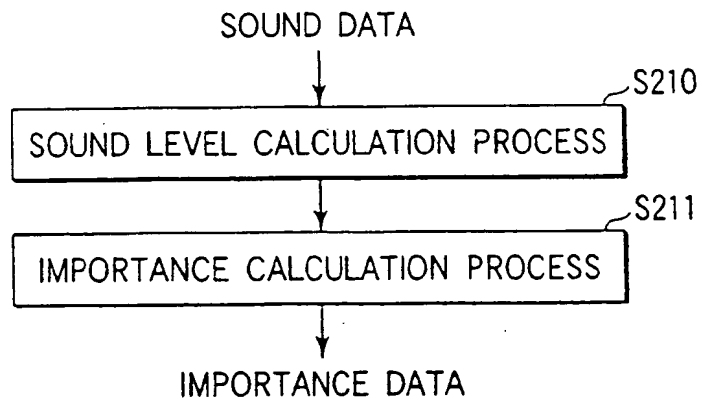 SOUND DATA
S210
SOUND LEVEL CALCULATION PROCESS
S211
IMPORTANCE CALCULATION PROCESS
IMPORTANCE DATA